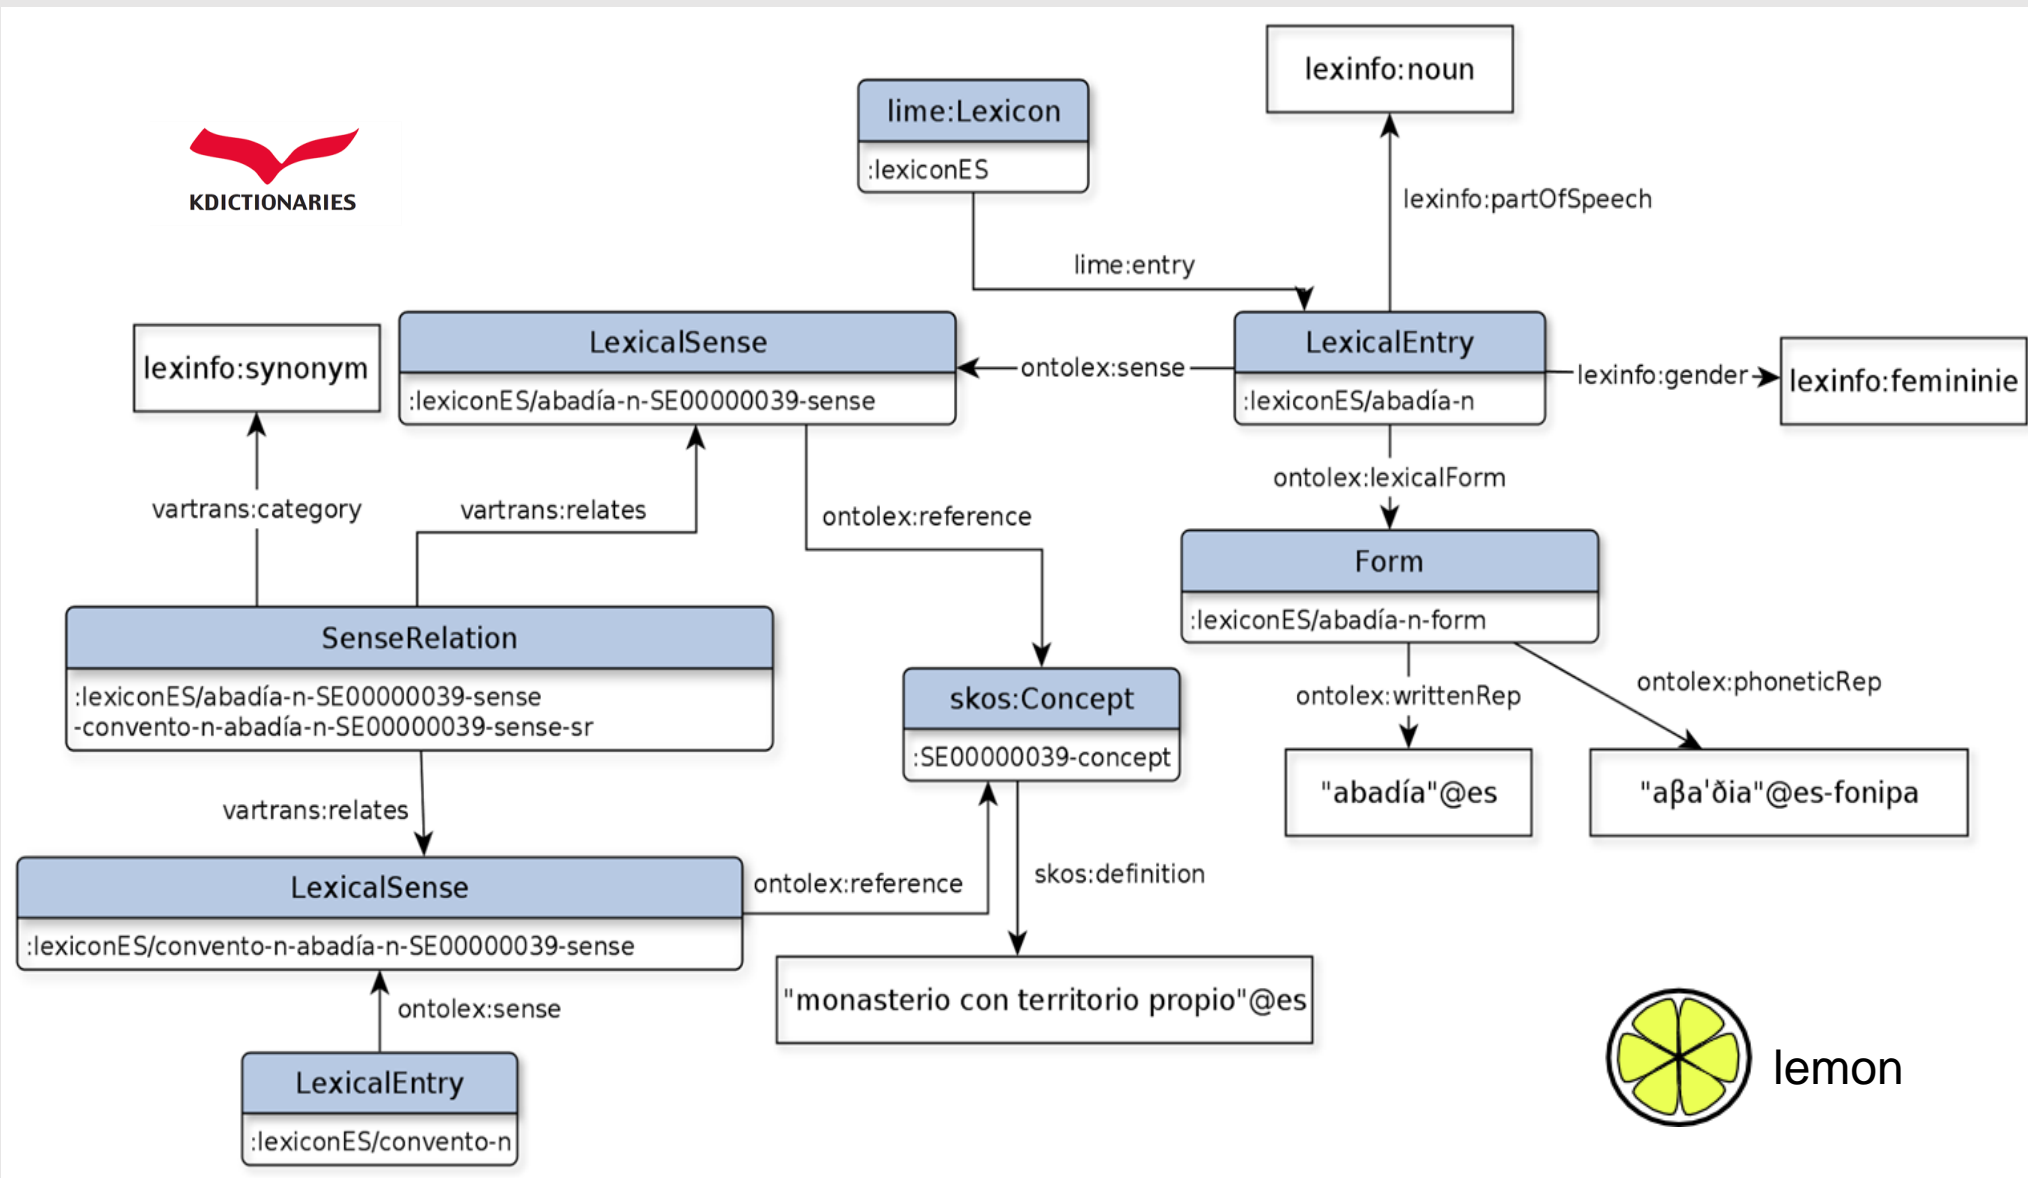 lexinfo:noun
lime:Lexicon
:lexiconES
KDICTIONARIES
lexinfo:partOfSpeech
lime:entry
LexicalSense
:lexiconES/abadía-n-SE00000039-sense
ontolex:sense
LexicalEntry
:lexiconES/abadía-n
lexinfo:gender
lexinfo:femininie
lexinfo:synonym
vartrans:category
vartrans:relates
ontolex:reference
ontolex:lexicalForm
Form
:lexiconES/abadía-n-form
SenseRelation
:lexiconES/abadía-n-SE00000039-sense
-convento-n-abadía-n-SE00000039-sense-sr
skos:Concept
:SE00000039-concept
ontolex:writtenRep
ontolex:phoneticRep
"abadía"@es
"aβa'ðia"@es-fonipa
vartrans:relates
LexicalSense
:lexiconES/convento-n-abadía-n-SE00000039-sense
ontolex:reference
skos:definition
"monasterio con territorio propio"@es
ontolex:sense
LexicalEntry
:lexiconES/convento-n
lemon